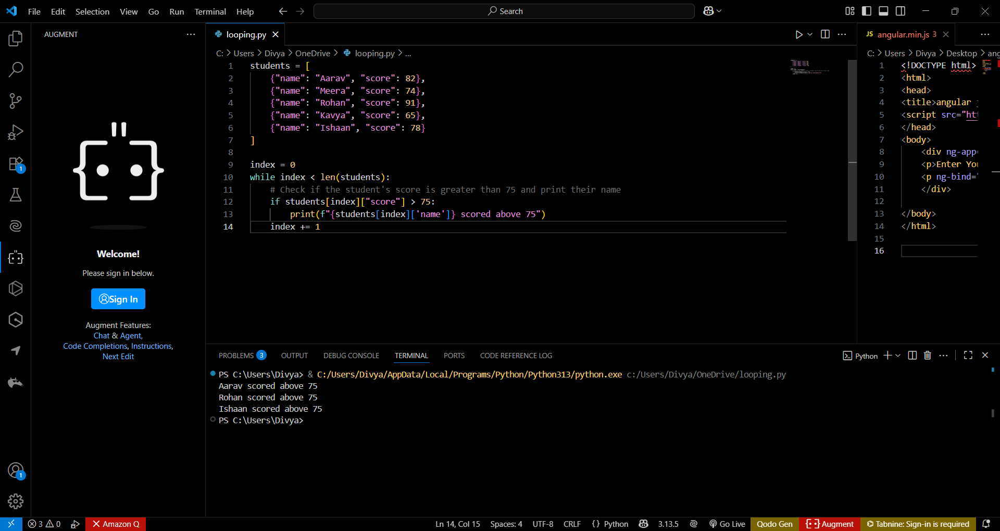 File Edit Selection View Go Run Terminal Help
Search
AUGMENT
Welcome!
Please sign in below.
Sign In
Augment Features:
Chat & Agent,
Code Completions, Instructions,
Next Edit
looping.py
C: > Users > Divya > OneDrive > looping.py > ...
1 students = [
2 {"name": "Aarav", "score": 82},
3 {"name": "Meera", "score": 74},
4 {"name": "Rohan", "score": 91},
5 {"name": "Kavya", "score": 65},
6 {"name": "Ishaan", "score": 78}
7 ]
8
9 index = 0
10 while index < len(students):
11 # Check if the student's score is greater than 75 and print their name
12 if students[index]["score"] > 75:
13 print(f"{students[index]['name']} scored above 75")
14 index += 1
JS angular.min.js 3
C: > Users > Divya > Desktop > ang
1 <!DOCTYPE html>
2 <html>
3 <head>
4 <title>angular
5 <script src="ht
6 </head>
7 <body>
8 <div ng-app=
9 <p>Enter You
10 <p ng-bind="
11 </div>
12
13 </body>
14 </html>
15
16
PROBLEMS 3 OUTPUT DEBUG CONSOLE TERMINAL PORTS CODE REFERENCE LOG
Python
PS C:\Users\Divya> & C:/Users/Divya/AppData/Local/Programs/Python/Python313/python.exe c:/Users/Divya/OneDrive/looping.py
Aarav scored above 75
Rohan scored above 75
Ishaan scored above 75
PS C:\Users\Divya>
1
1
3 0 Amazon Q Ln 14, Col 15 Spaces: 4 UTF-8 CRLF {} Python 3.13.5 Go Live Qodo Gen Augment Tabnine: Sign-in is required